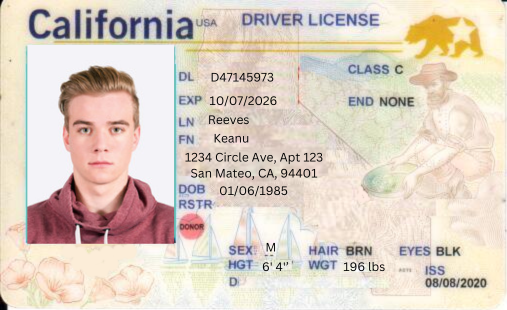 California USA DRIVER LICENSE
DL D47145973
CLASS C
EXP 10/07/2026
END NONE
LN Reeves
FN Keanu
1234 Circle Ave, Apt 123
San Mateo, CA, 94401
DOB 01/06/1985
RSTR
DONOR
SEX M HAIR BRN EYES BLK
HGT 6' 4" WGT 196 lbs
ISS
D
08/08/2020